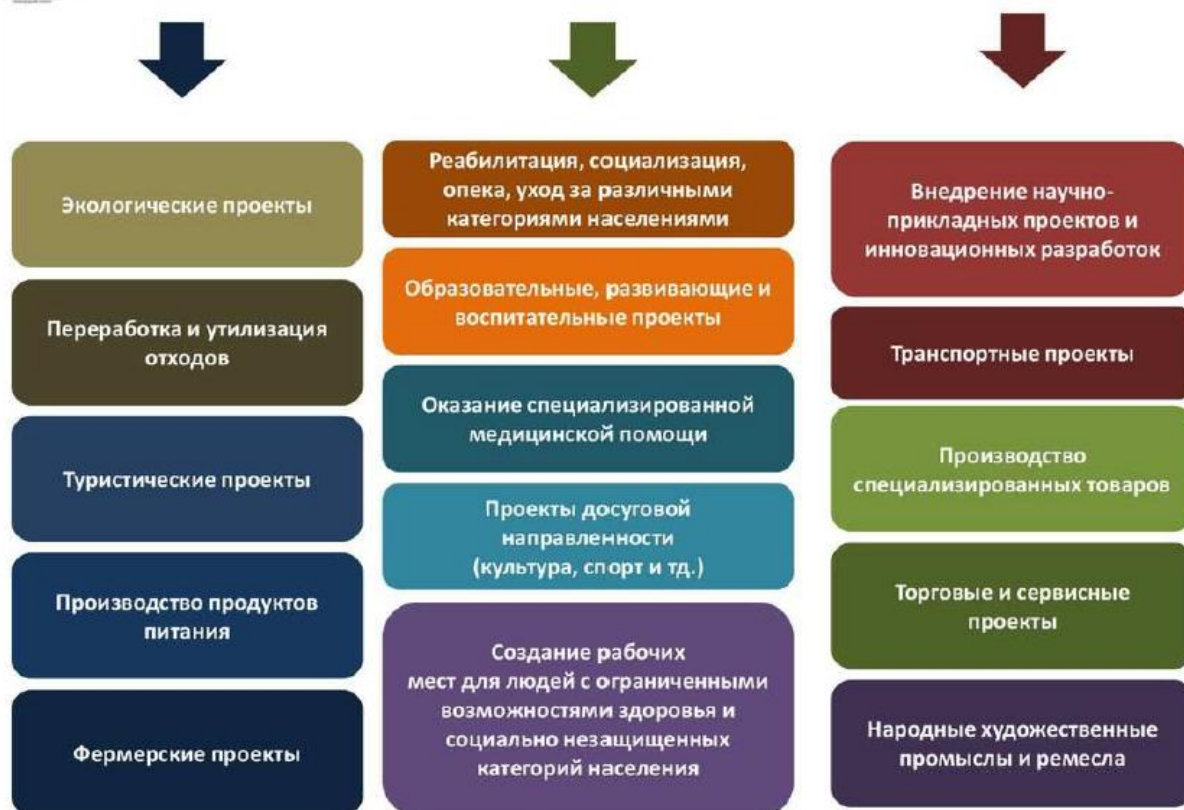 Экологические проекты
Переработка и утилизация
отходов
Туристические проекты
Производство продуктов
питания
Фермерские проекты
Реабилитация, социализация,
опека, уход за различными
категориями населениями
Образовательные, развивающие и
воспитательные проекты
Оказание специализированной
медицинской помощи
Проекты досуговой
направленности
(культура, спорт и тд.)
Создание рабочих
мест для людей с ограниченными
возможностями здоровья и
социально незащищенных
категорий населения
Внедрение научно-
прикладных проектов и
инновационных разработок
Транспортные проекты
Производство
специализированных товаров
Торговые и сервисные
проекты
Народные художественные
промыслы и ремесла